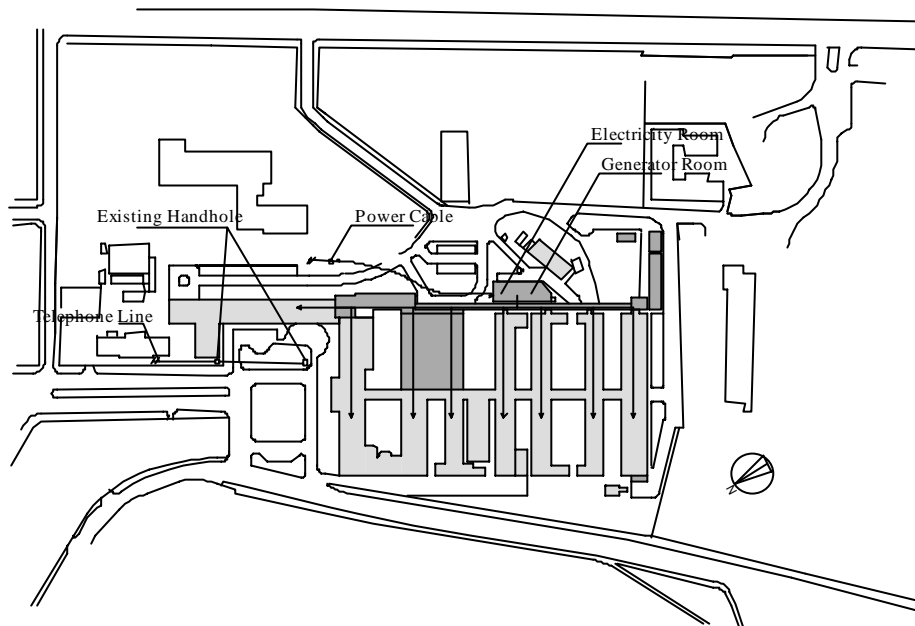 Electricity Room
Generator Room
Existing Handhole
Power Cable
Telephone Line